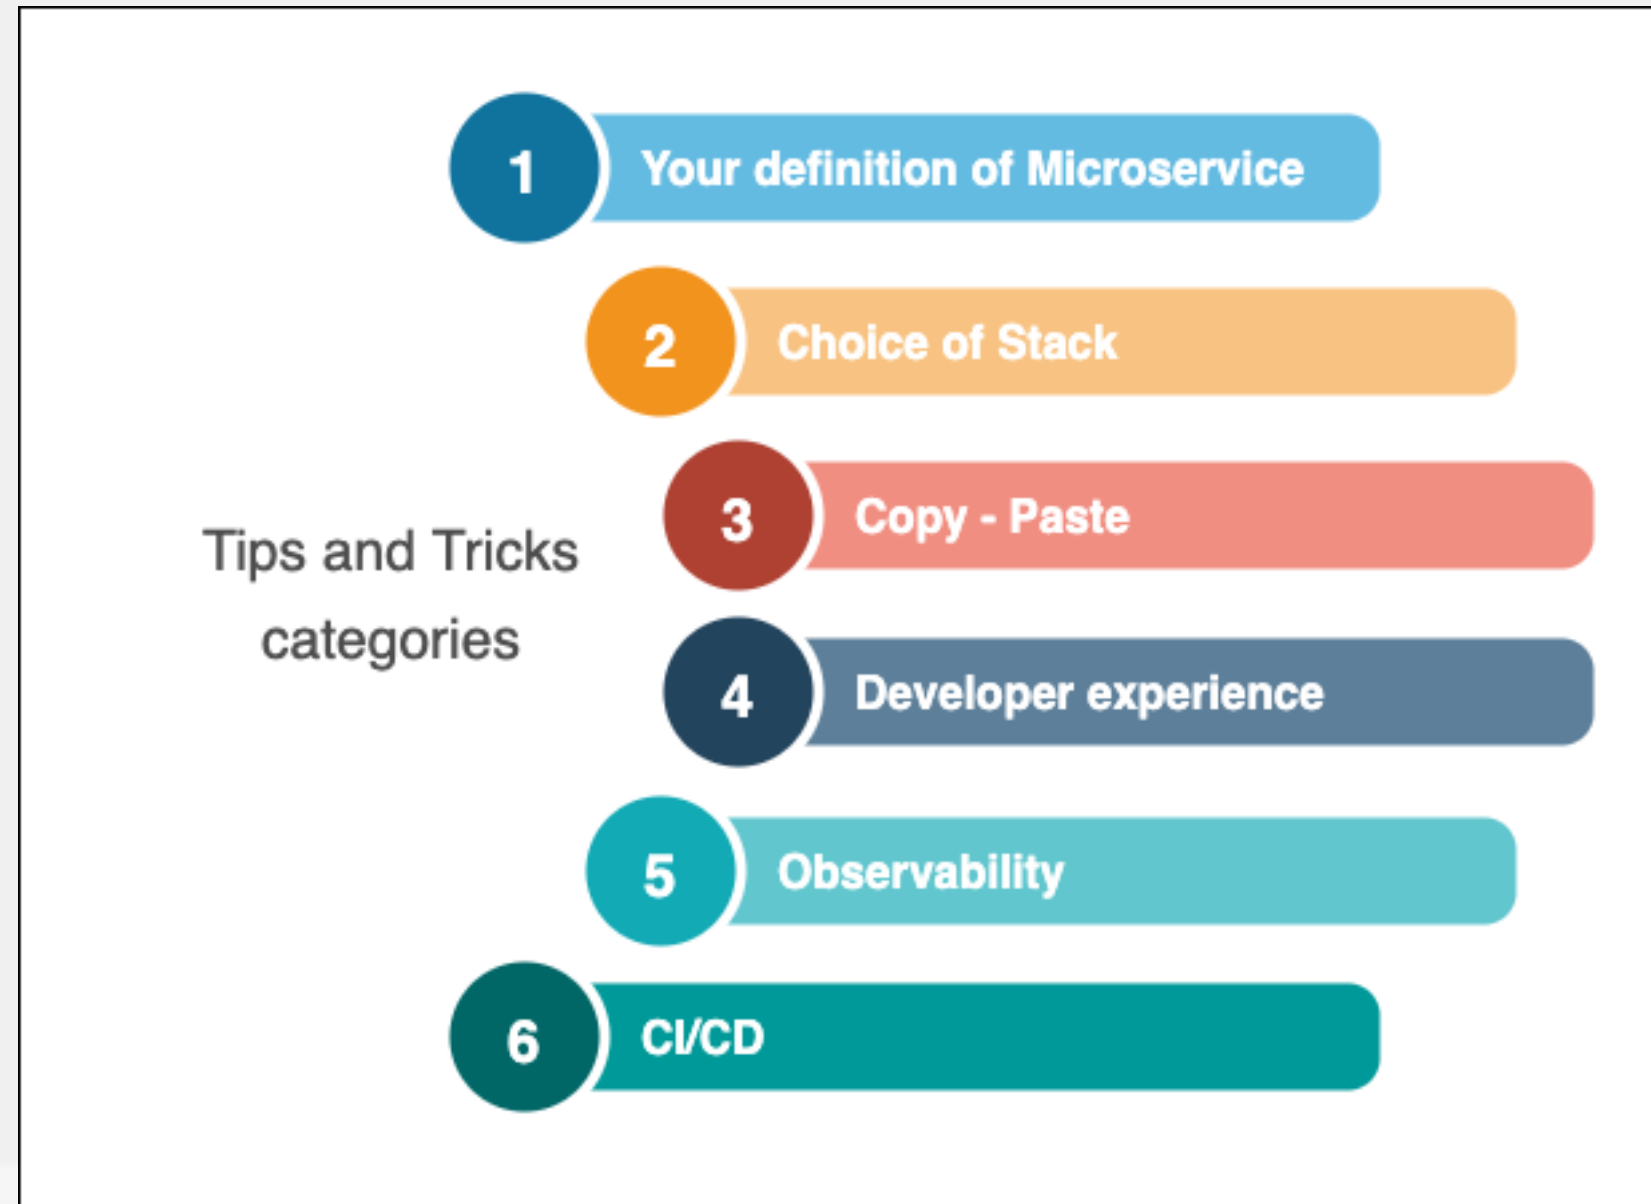 1 Your definition of Microservice
2 Choice of Stack
3 Copy - Paste
Tips and Tricks
categories
4 Developer experience
5 Observability
6 CI/CD